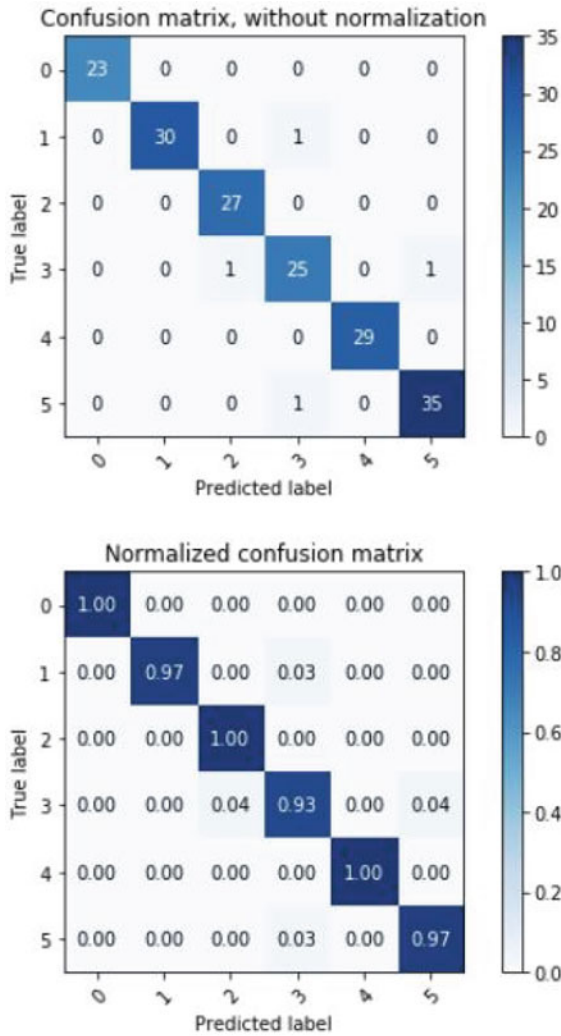 Confusion matrix, without normalization
0 23 0 0 0 0 0 35
1 0 30 0 1 0 0 30
2 0 0 27 0 0 0 25
20
3 0 0 1 25 0 1 15
4 0 0 0 0 29 0 10
5 0 0 0 1 0 35 5
0
True label
0 1 2 3 4 5
Predicted label
Normalized confusion matrix
0 1.00 0.00 0.00 0.00 0.00 0.00 1.0
1 0.00 0.97 0.00 0.03 0.00 0.00 0.8
2 0.00 0.00 1.00 0.00 0.00 0.00 0.6
3 0.00 0.00 0.04 0.93 0.00 0.04 0.4
4 0.00 0.00 0.00 0.00 1.00 0.00 0.2
5 0.00 0.00 0.00 0.03 0.00 0.97 0.0
True label
0 1 2 3 4 5
Predicted label